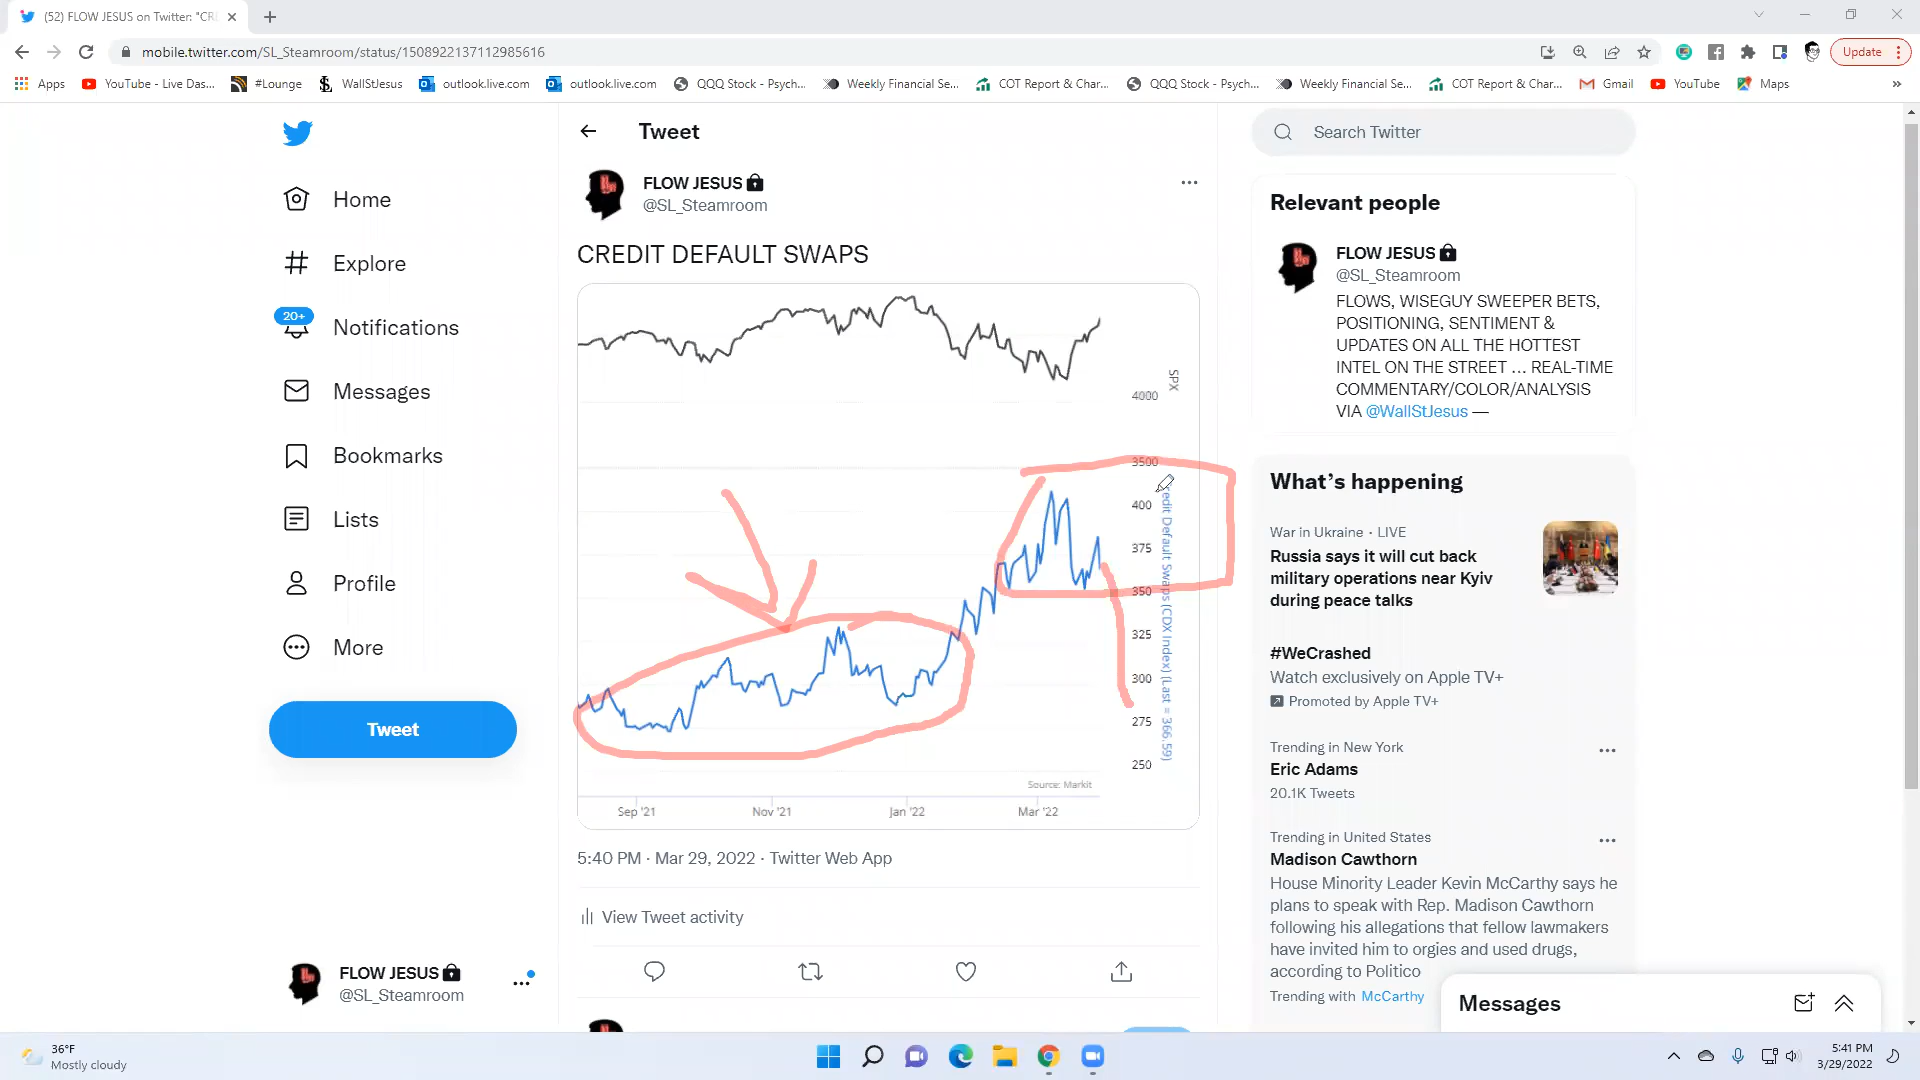 (52) FLOW JESUS on Twitter: "CRE
mobile.twitter.com/SL_Steamroom/status/1508922137112985616
Update
Apps
YouTube - Live Das...
#Lounge
WallStJesus
outlook.live.com
outlook.live.com
QQQ Stock - Psych...
Weekly Financial Se...
COT Report & Char...
QQQ Stock - Psych...
Weekly Financial Se...
COT Report & Char...
Gmail
YouTube
Maps
Home
Explore
20+
Notifications
Messages
Bookmarks
Lists
Profile
More
Tweet
FLOW JESUS
@SL_Steamroom
Tweet
FLOW JESUS
@SL_Steamroom
CREDIT DEFAULT SWAPS
SPX
4000
3500
400
375
350
325
300
275
250
redit Default Swaps (CDX Index) (Last = 366.59)
Source: Markit
Sep '21
Nov '21
Jan '22
Mar '22
5:40 PM · Mar 29, 2022 · Twitter Web App
View Tweet activity
Search Twitter
Relevant people
FLOW JESUS
@SL_Steamroom
FLOWS, WISEGUY SWEEPER BETS,
POSITIONING, SENTIMENT &
UPDATES ON ALL THE HOTTEST
INTEL ON THE STREET ... REAL-TIME
COMMENTARY/COLOR/ANALYSIS
VIA @WallStJesus —
What's happening
War in Ukraine · LIVE
Russia says it will cut back
military operations near Kyiv
during peace talks
#WeCrashed
Watch exclusively on Apple TV+
Promoted by Apple TV+
Trending in New York
Eric Adams
20.1K Tweets
Trending in United States
Madison Cawthorn
House Minority Leader Kevin McCarthy says he
plans to speak with Rep. Madison Cawthorn
following his allegations that fellow lawmakers
have invited him to orgies and used drugs,
according to Politico
Trending with McCarthy
Messages
36°F
Mostly cloudy
5:41 PM
3/29/2022